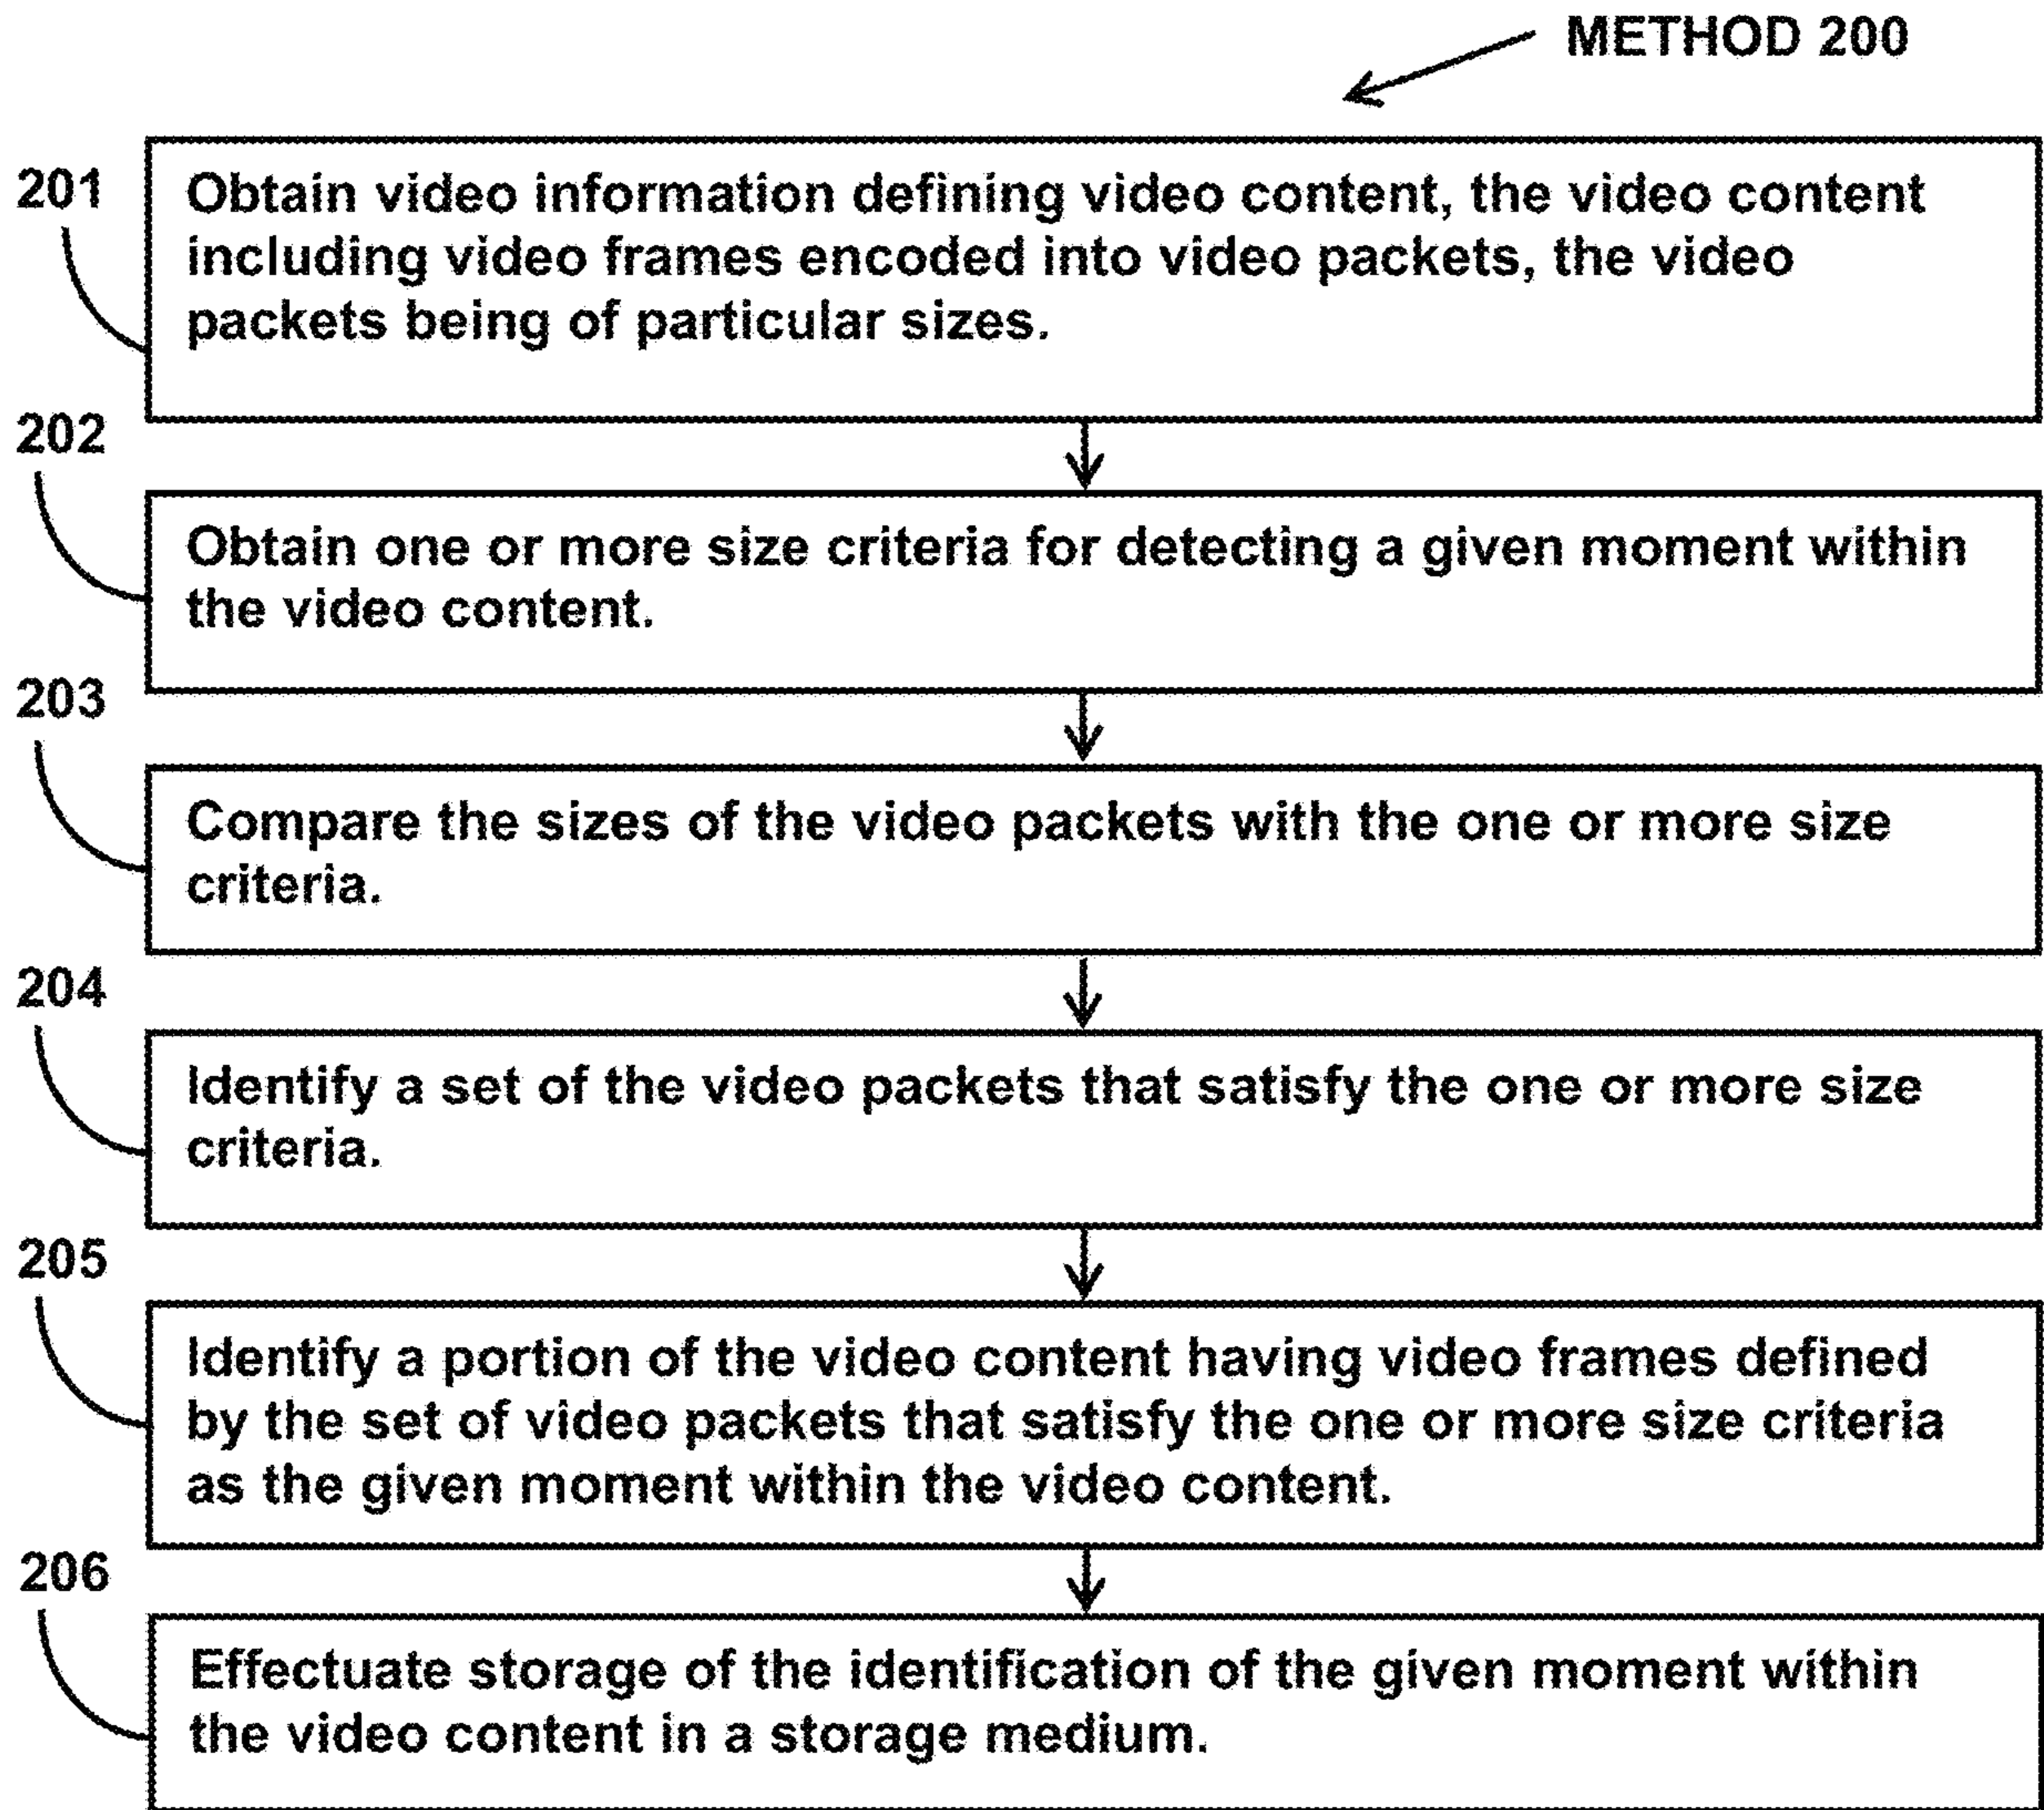 METHOD 200
201
Obtain video information defining video content, the video content
including video frames encoded into video packets, the video
packets being of particular sizes.
202
Obtain one or more size criteria for detecting a given moment within
the video content.
203
Compare the sizes of the video packets with the one or more size
criteria.
204
Identify a set of the video packets that satisfy the one or more size
criteria.
205
Identify a portion of the video content having video frames defined
by the set of video packets that satisfy the one or more size criteria
as the given moment within the video content.
206
Effectuate storage of the identification of the given moment within
the video content in a storage medium.